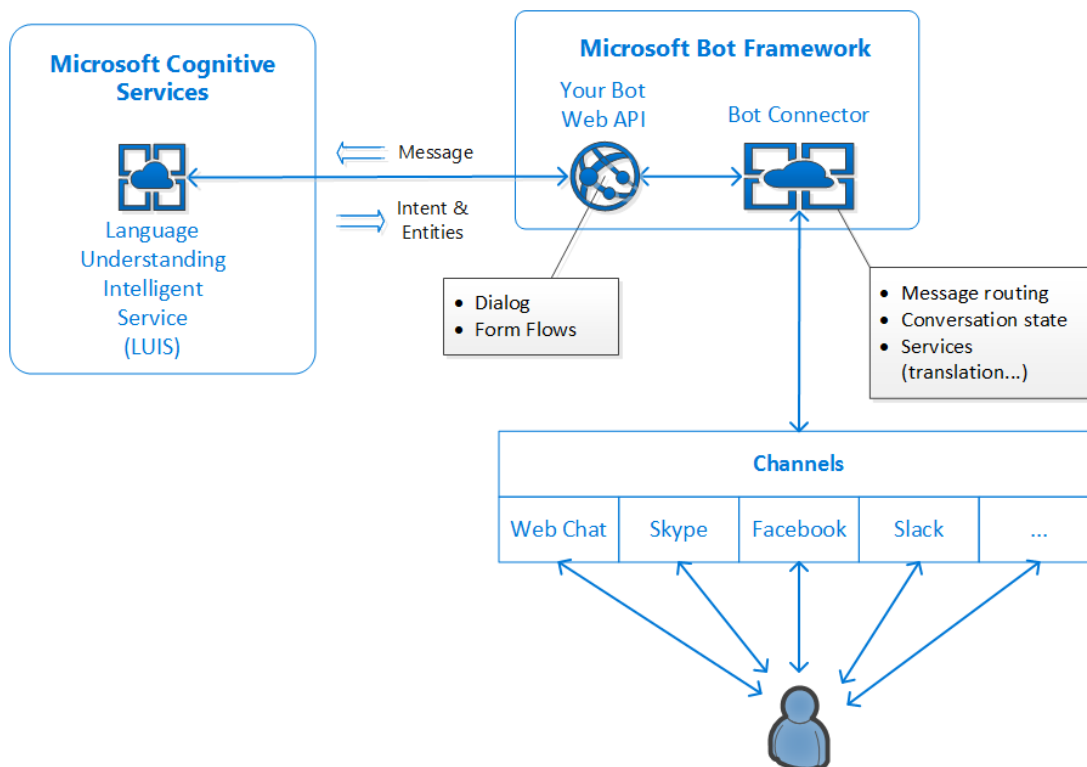 Microsoft Cognitive
Services
Language
Understanding
Intelligent
Service
(LUIS)
Message
Intent &
Entities
Microsoft Bot Framework
Your Bot
Web API
Bot Connector
• Dialog
• Form Flows
• Message routing
• Conversation state
• Services
(translation...)
Channels
Web Chat
Skype
Facebook
Slack
...